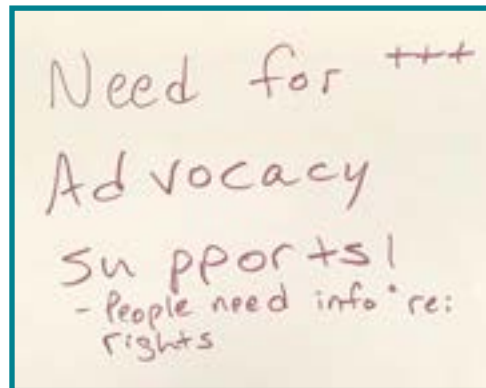 Need for +++
Advocacy
supports!
- People need info re:
rights